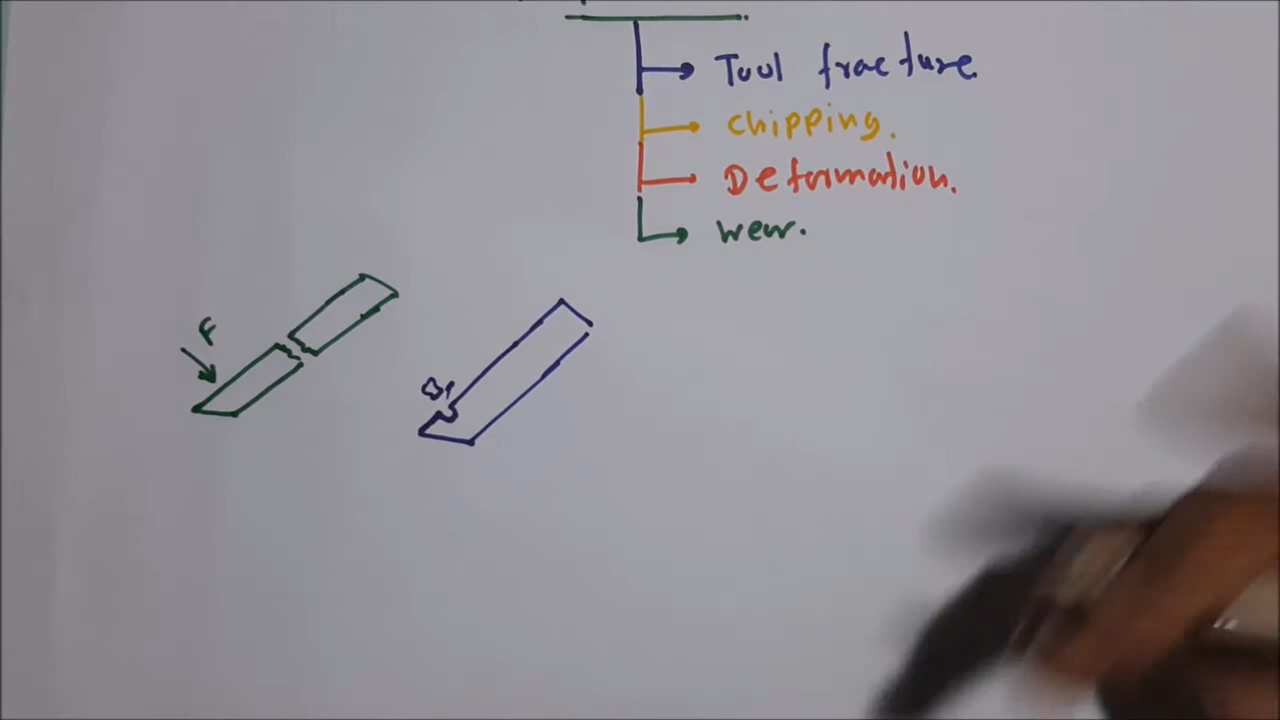 Tool fracture.
chipping.
Deformation.
wear.
F